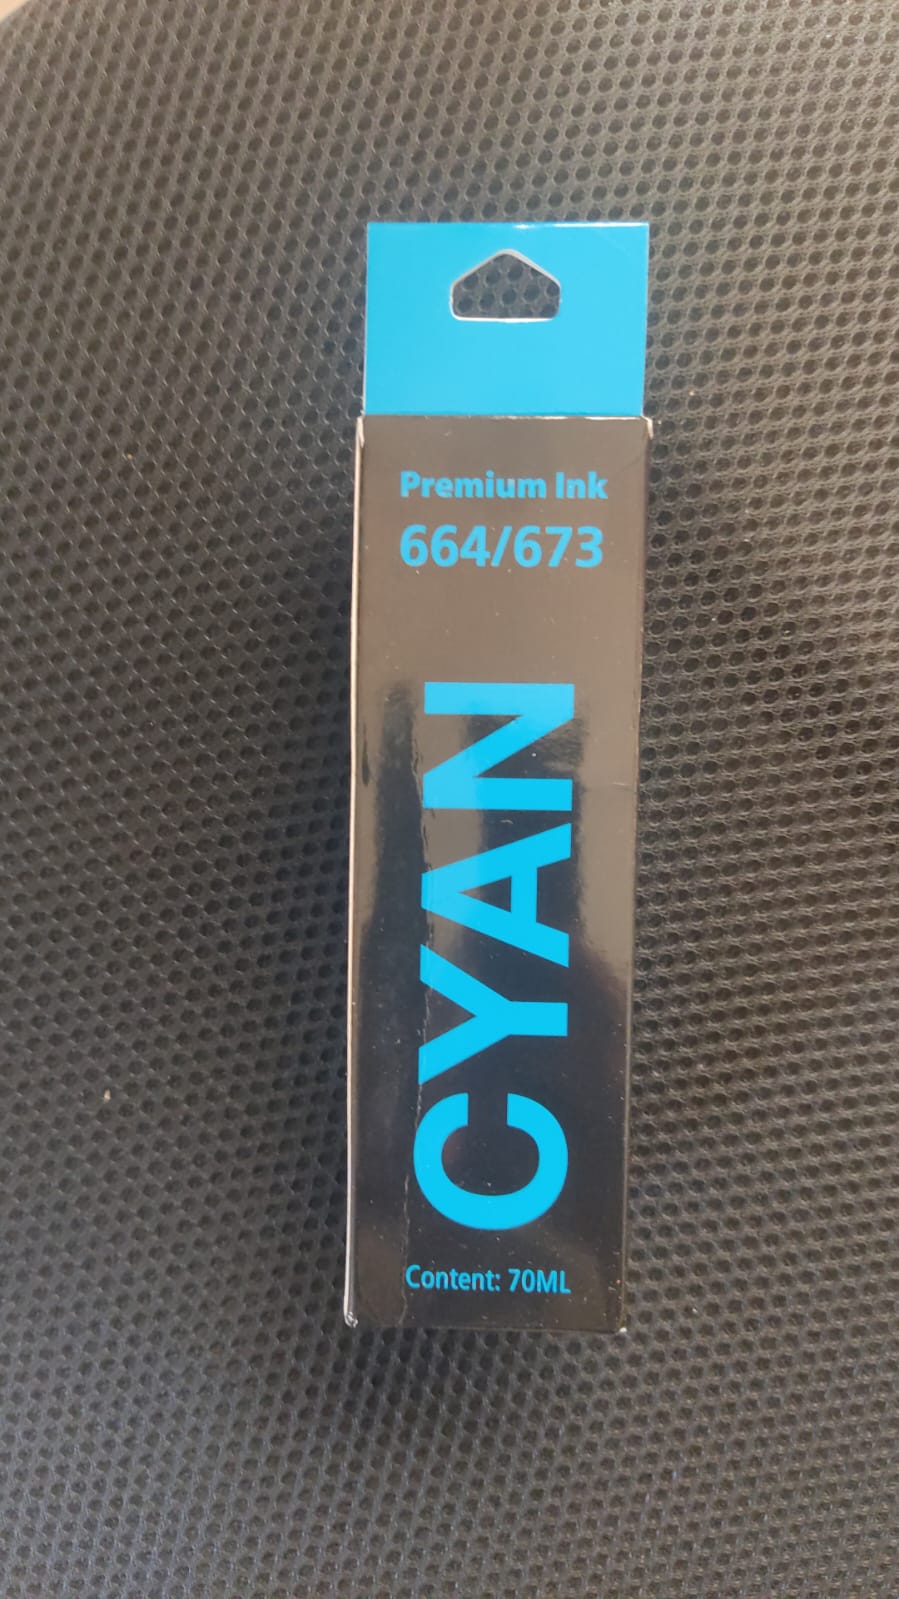 Premium Ink
664/673
CYAN
Content: 70ML